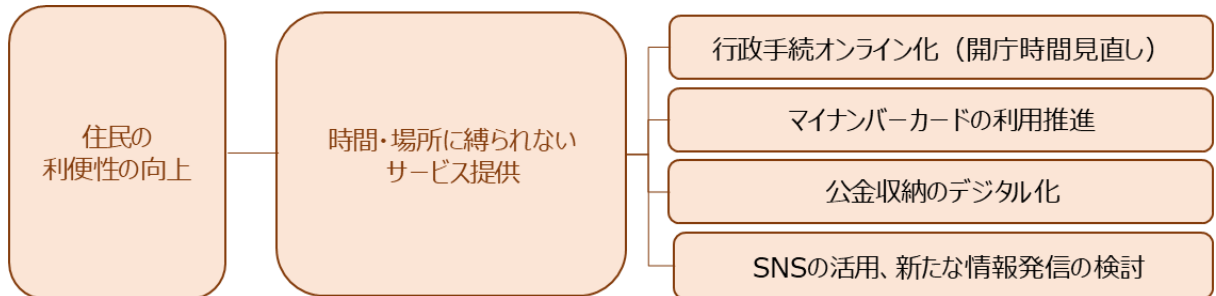 住民の
利便性の向上
時間・場所に縛られない
サービス提供
行政手続オンライン化（開庁時間見直し）
マイナンバーカードの利用推進
公金収納のデジタル化
SNSの活用、新たな情報発信の検討